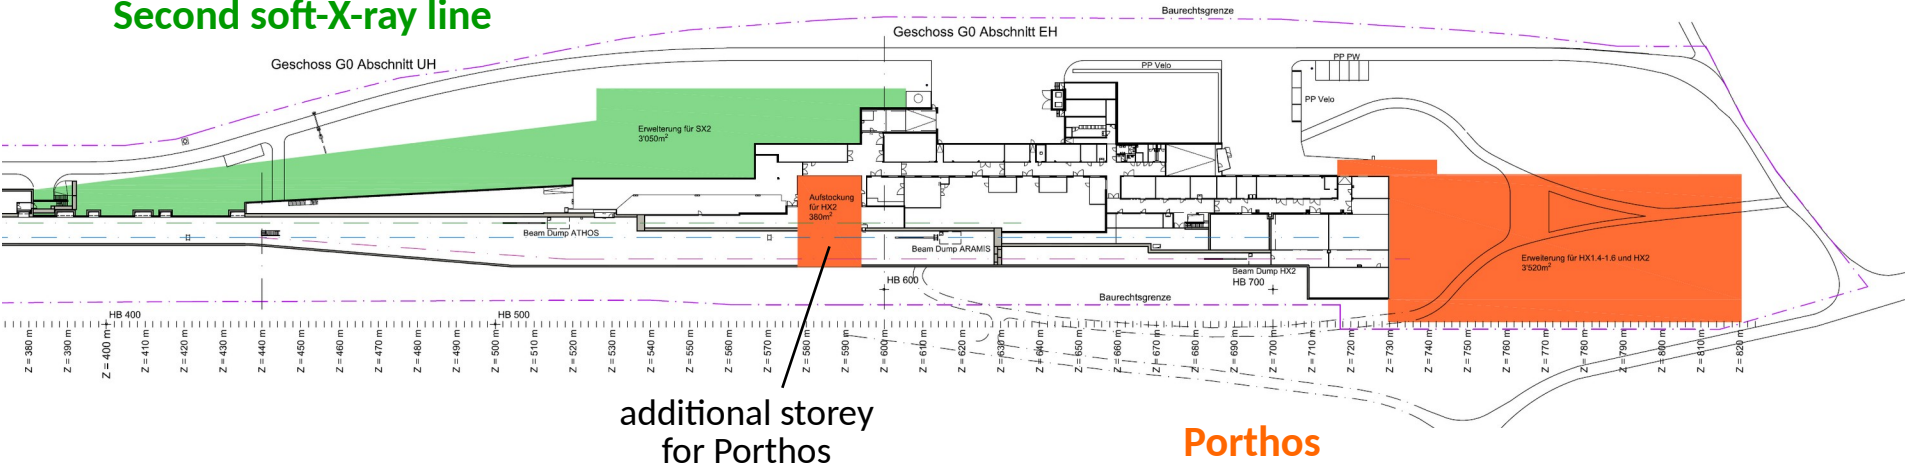 Second soft-X-ray line
Baurechtsgrenze
Geschoss G0 Abschnitt EH
Geschoss G0 Abschnitt UH
PP Velo
PP PW
PP Velo
Erweiterung für SX2
3'050m²
Aufstockung
für HX2
380m²
Beam Dump ATHOS
Beam Dump ARAMIS
Beam Dump HX2
HB 700
HB 600
Erweiterung für HX1.4-1.6 und HX2
3'520m²
Baurechtsgrenze
HB 400
HB 500
Z = 380 m
Z = 390 m
Z = 400 m
Z = 410 m
Z = 420 m
Z = 430 m
Z = 440 m
Z = 450 m
Z = 460 m
Z = 470 m
Z = 480 m
Z = 490 m
Z = 500 m
Z = 510 m
Z = 520 m
Z = 530 m
Z = 540 m
Z = 550 m
Z = 560 m
Z = 570 m
Z = 580 m
Z = 590 m
Z = 600 m
Z = 610 m
Z = 620 m
Z = 630 m
Z = 640 m
Z = 650 m
Z = 660 m
Z = 670 m
Z = 680 m
Z = 690 m
Z = 700 m
Z = 710 m
Z = 720 m
Z = 730 m
Z = 740 m
Z = 750 m
Z = 760 m
Z = 770 m
Z = 780 m
Z = 790 m
Z = 800 m
Z = 810 m
Z = 820 m
additional storey
for Porthos
Porthos